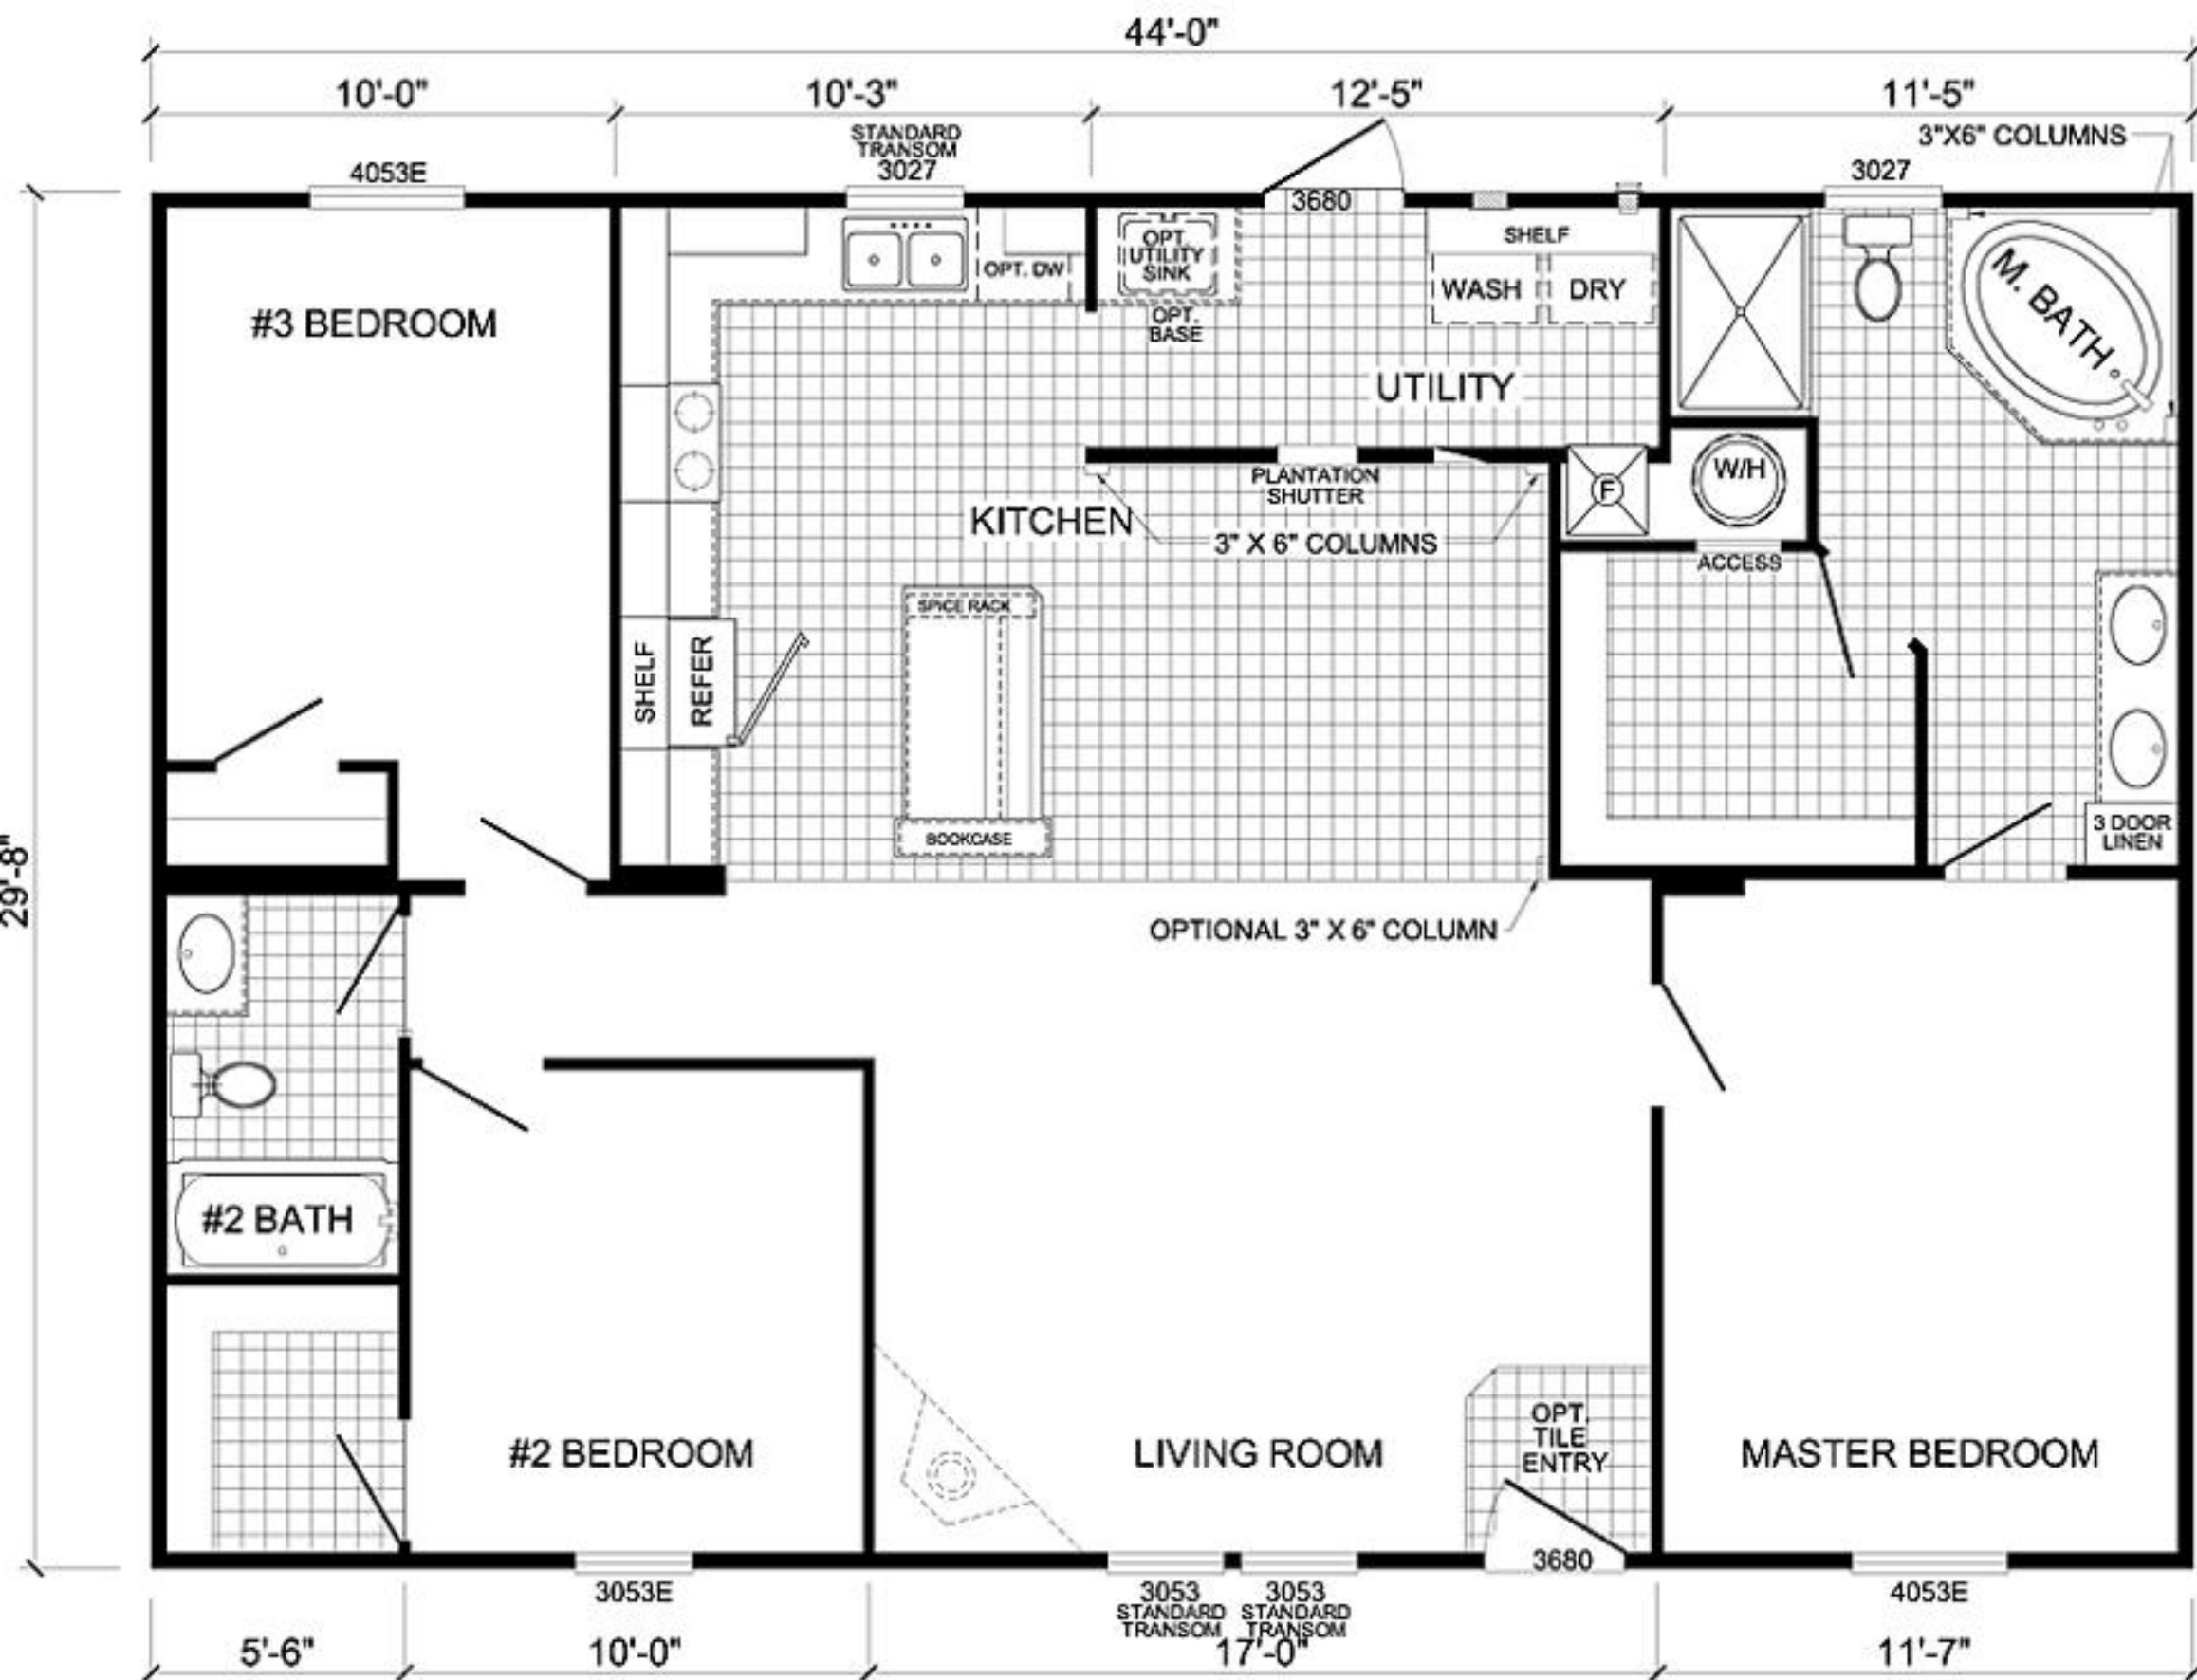 44'-0"
10'-0"
10'-3"
12'-5"
11'-5"
3"X6" COLUMNS
STANDARD
TRANSOM
3027
4053E
3027
3680
OPT.
UTILITY
SINK
OPT. DW
SHELF
WASH
DRY
OPT.
BASE
M. BATH
#3 BEDROOM
UTILITY
PLANTATION
SHUTTER
KITCHEN
3" X 6" COLUMNS
F
W/H
ACCESS
SPICE RACK
SHELF
REFER
BOOKCASE
3 DOOR
LINEN
29'-8"
OPTIONAL 3" X 6" COLUMN
#2 BATH
#2 BEDROOM
LIVING ROOM
OPT.
TILE
ENTRY
MASTER BEDROOM
3680
3053E
3053
STANDARD
TRANSOM
3053
STANDARD
TRANSOM
4053E
5'-6"
10'-0"
17'-0"
11'-7"